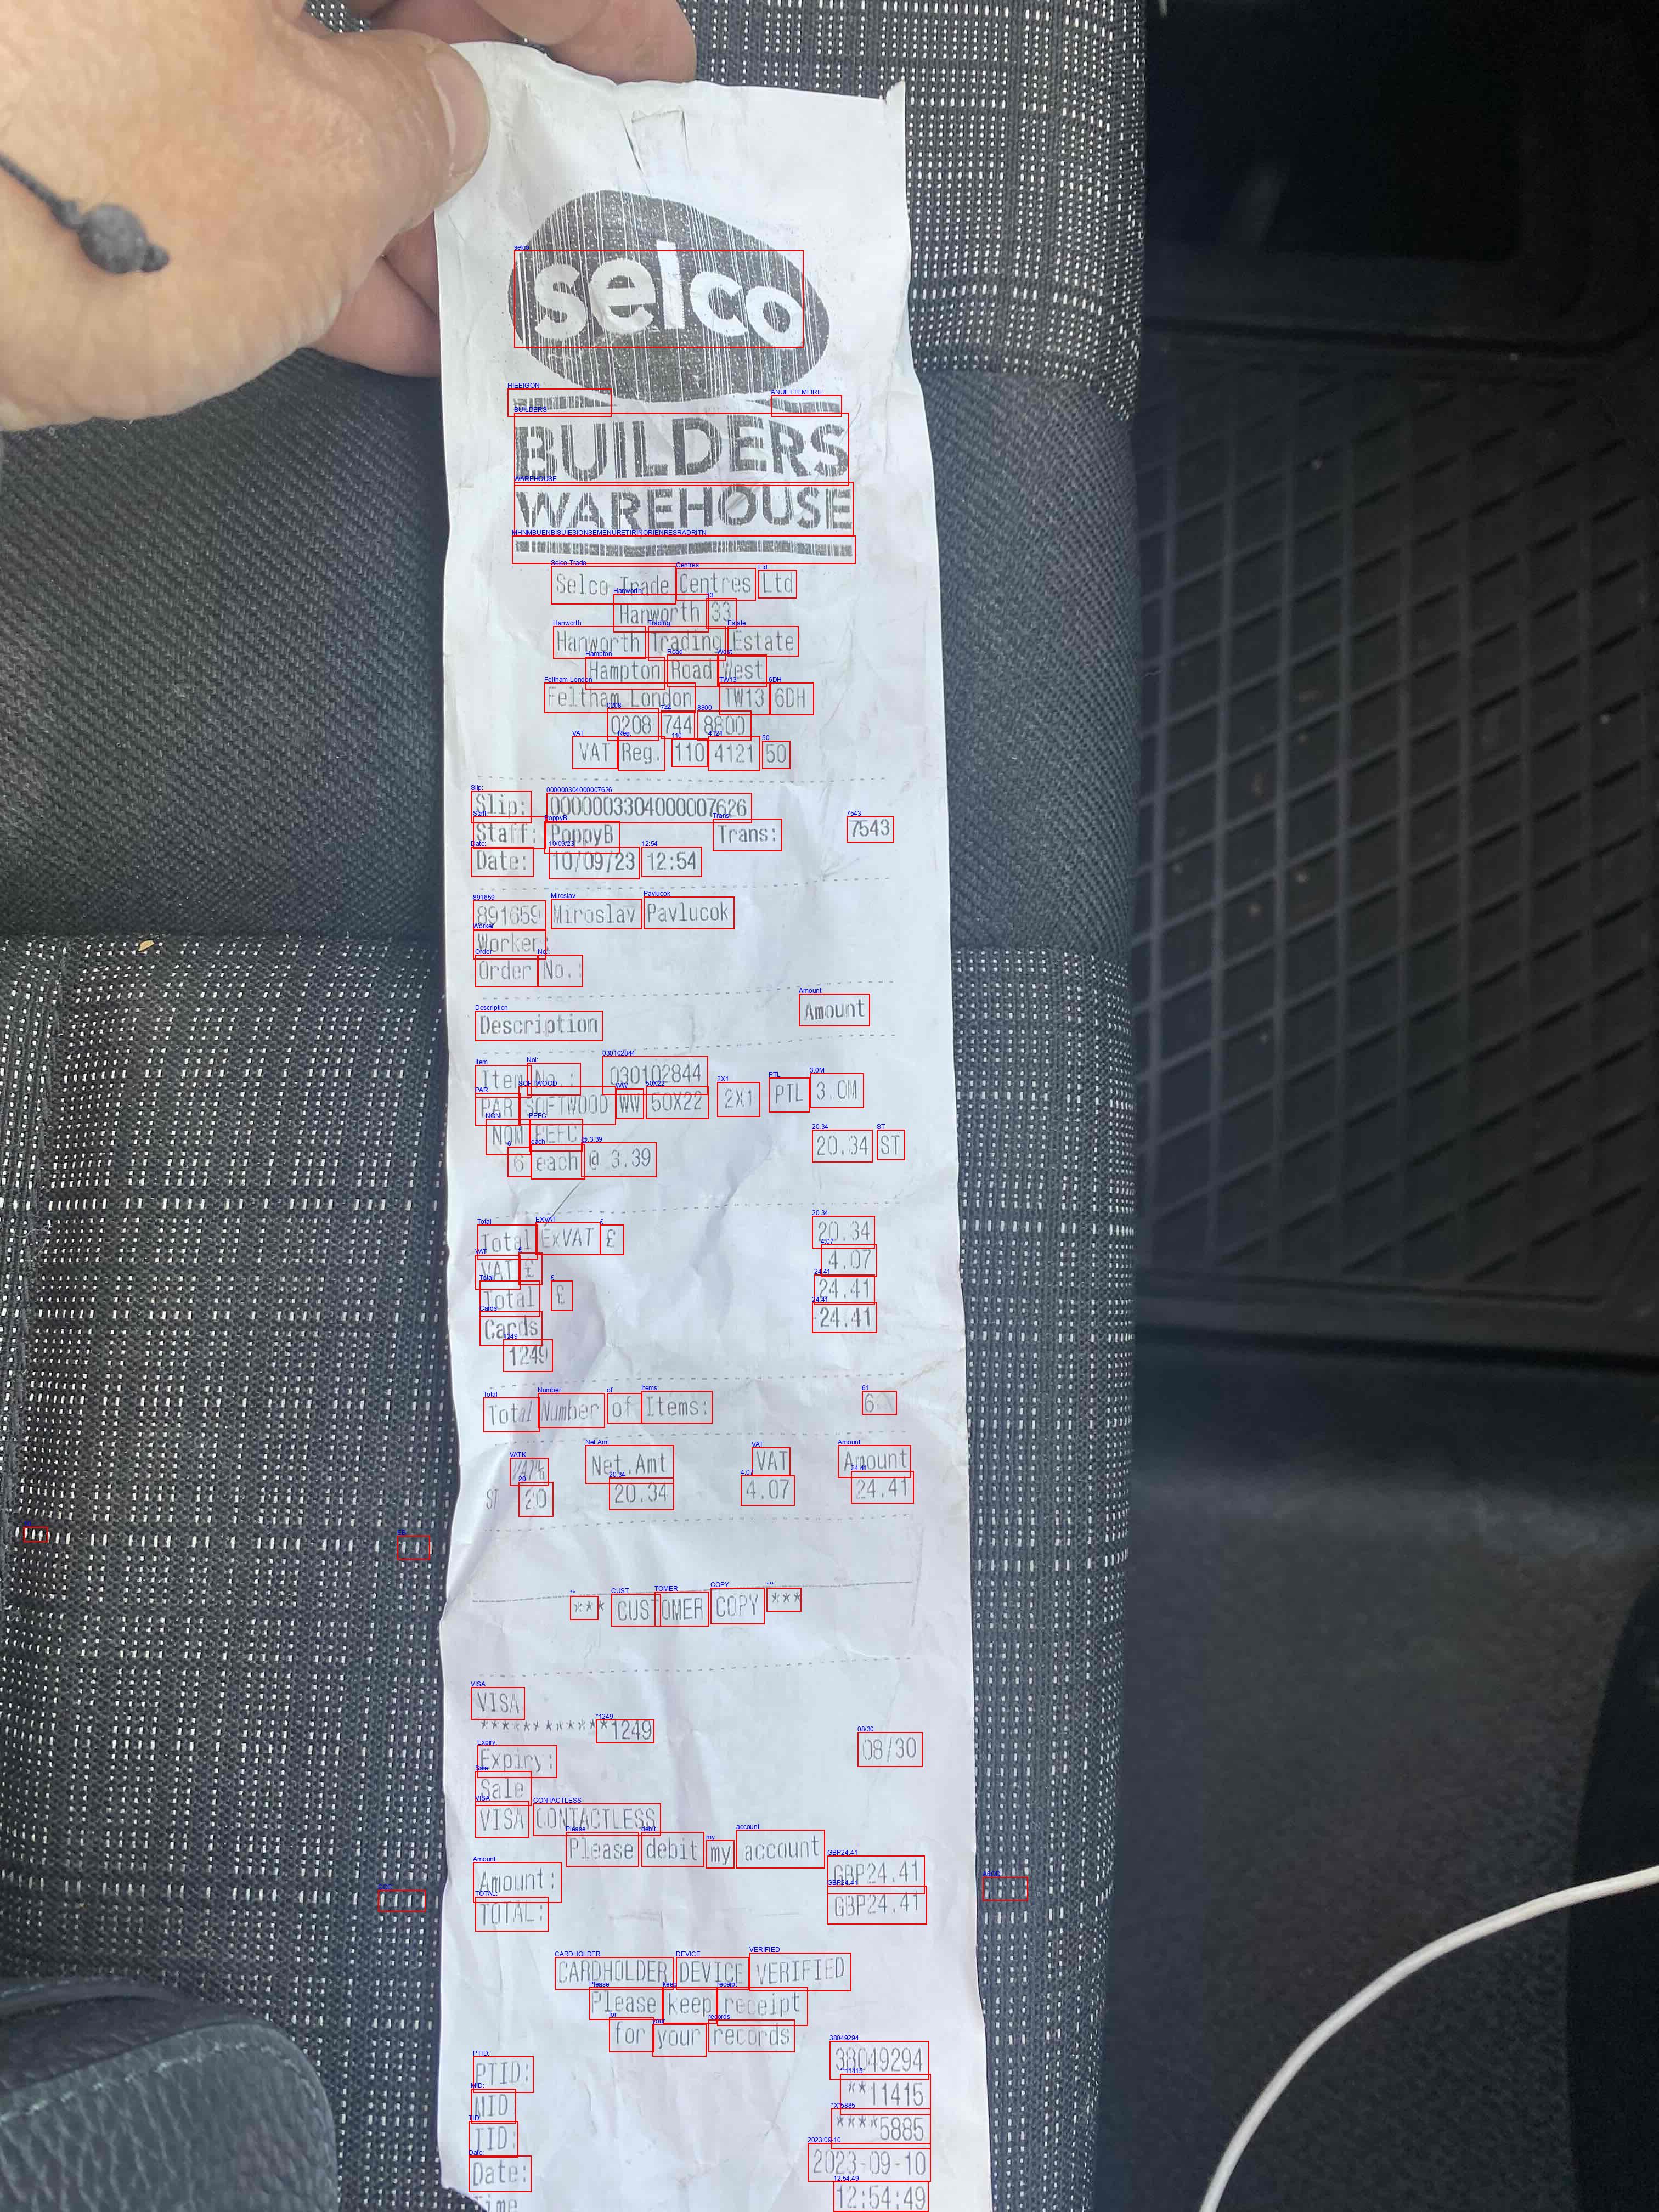 selco
BUILDERS
WAREHOUSE
Selco Trade Centres Ltd
Hanworth 33
Hanworth Trading Estate
Hampton Road West
Feltham London TW13 6DH
0208 744 8800
VAT Reg. 110 4121 50
Slip: 0000003304000007626
Staff: PoppyB Trans: 7543
Date: 10/09/23 12:54
891659 Miroslav Pavlucok
Worker:
Order No.:
Description Amount
Item No.: 030102844
PAR SOFTWOOD WW 50X22 2X1 PTL 3.0M
NON PEFC
6 each @ 3.39 20.34 ST
Total ExVAT £ 20.34
VAT £ 4.07
Total £ 24.41
Cards 24.41
1249
Total Number of Items: 6
VAT% Net.Amt VAT Amount
ST 20 20.34 4.07 24.41
*** CUSTOMER COPY ***
VISA
************1249
Expiry: 08/30
Sale
VISA CONTACTLESS
Please debit my account
Amount: GBP24.41
TOTAL: GBP24.41
CARDHOLDER DEVICE VERIFIED
Please keep receipt
for your records
PTID: 38049294
MID **11415
TID: ****5885
Date: 2023-09-10
Time 12:54:49